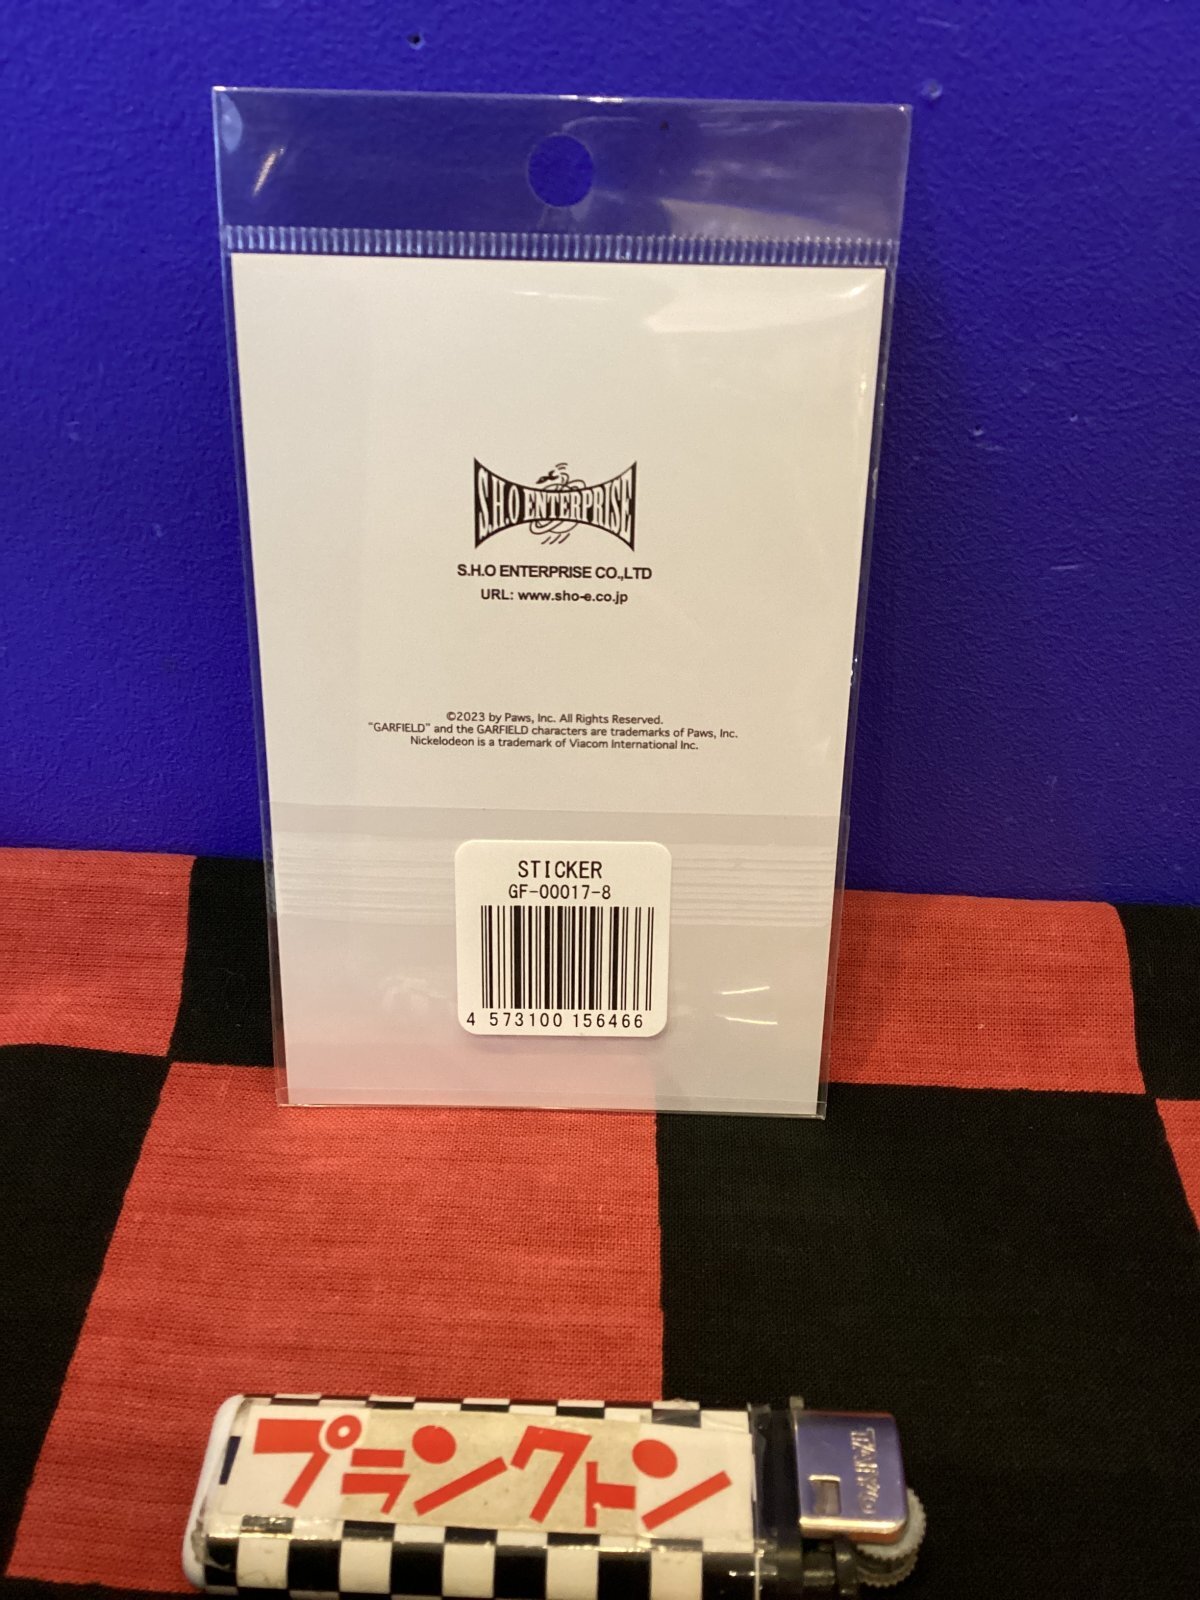 S.H.O ENTERPRISE
S.H.O ENTERPRISE CO.,LTD
URL: www.sho-e.co.jp
©2023 by Paws, Inc. All Rights Reserved.
"GARFIELD" and the GARFIELD characters are trademarks of Paws, Inc.
Nickelodeon is a trademark of Viacom International Inc.
STICKER
GF-00017-8
4 573100 156466
プランクトン